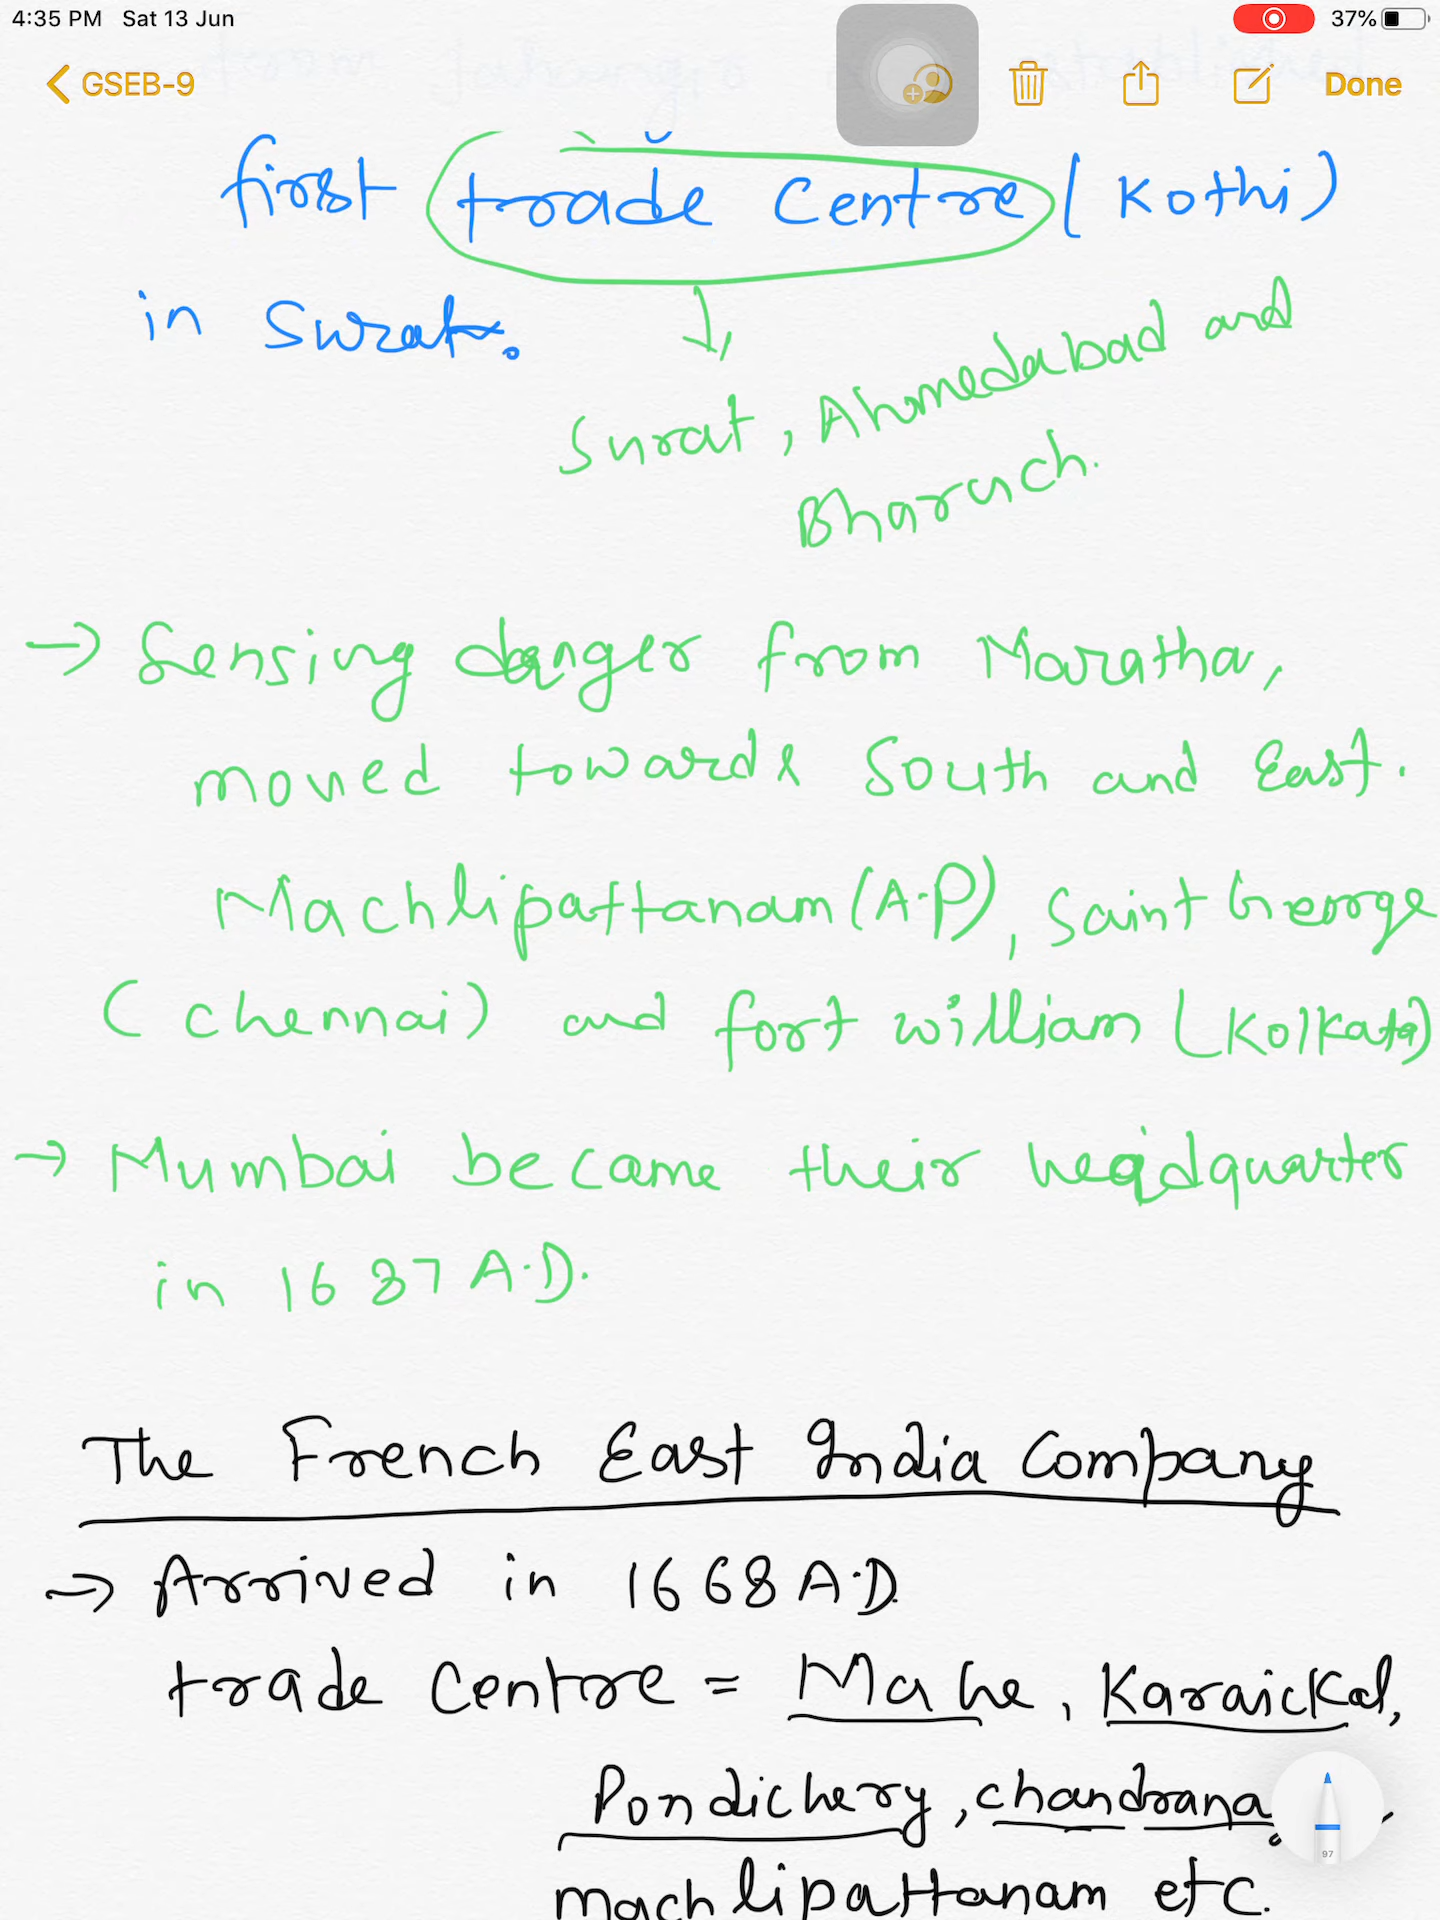 4:35 PM Sat 13 Jun 37%
GSEB-9 Done
first trade Centre (Kothi)
in Surat.
Surat, Ahmedabad and
Bharuch.
→ Sensing danger from Maratha,
moved towards South and East.
Machlipattanam (A.P), Saint George
(Chennai) and fort william (Kolkata)
→ Mumbai became their headquarter
in 1687 A.D.
The French East India Company
→ Arrived in 1668 A.D.
trade Centre = Mahe, Karaickal,
Pondichery, chandrana
97
machlipattanam etc.